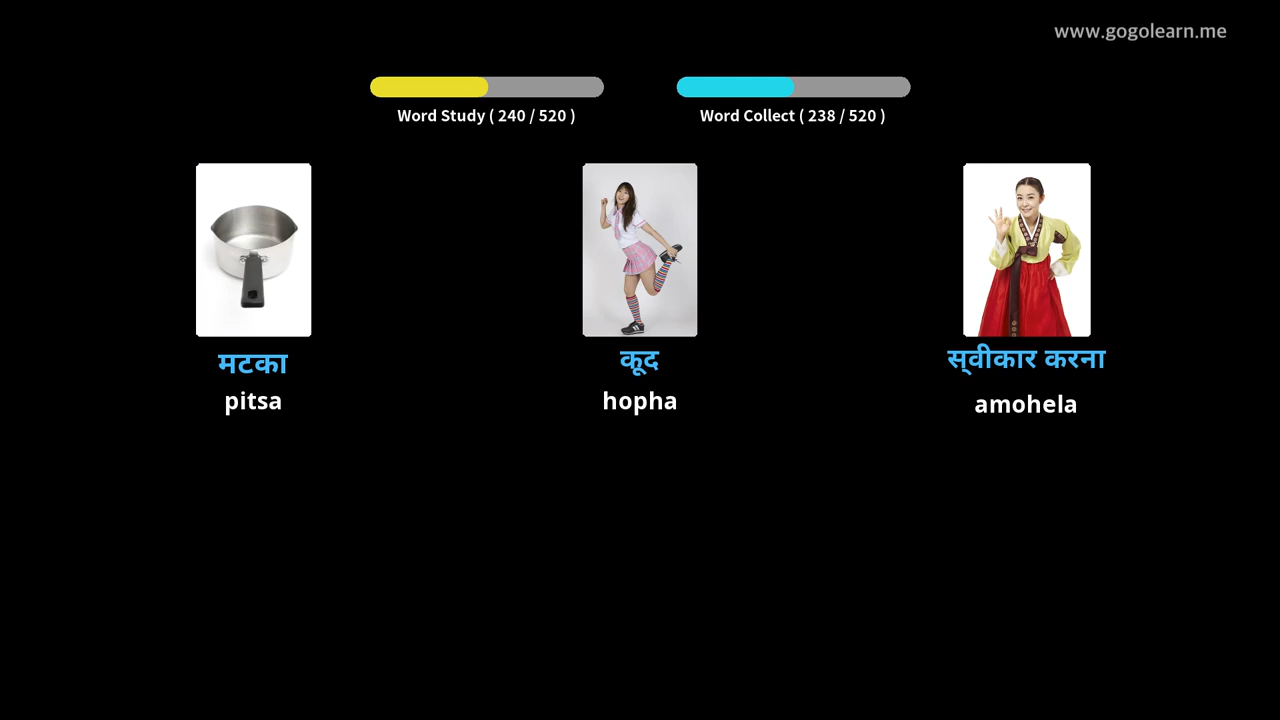 www.gogolearn.me
Word Study ( 240 / 520 )
Word Collect ( 238 / 520 )
मटका
कूद
स्वीकार करना
pitsa
hopha
amohela